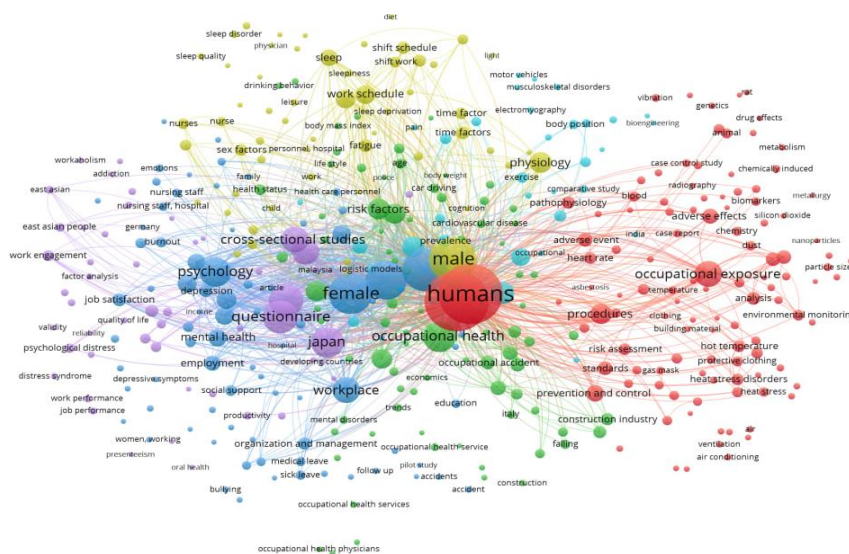 diet
sleep disorder
physician
shift schedule
light
sleep quality
sleep
shift work
sleepiness
motor vehicles
drinking behavior
work schedule
musculoskeletal disorders
vibration
rat
leisure
sleep deprivation
genetics
time factor
electromyography
drug effects
nurses
nurse
body mass index
pain
time factors
body position
bioengineering
animal
sex factors
personnel, hospital
fatigue
metabolism
workabolism
emotions
life style
age
physiology
case control study
chemically induced
addiction
family
work
police
body weight
exercise
radiography
east asian
nursing staff
health status
health care personnel
car driving
comparative study
blood
biomarkers
metalurgy
nursing staff, hospital
child
risk factors
cognition
pathophysiology
adverse effects
silicon dioxide
east asian people
germany
cardiovascular disease
chemistry
burnout
cross-sectional studies
prevalence
occupational
india
case report
nanoparticles
work engagement
adverse event
dust
malaysia
male
heart rate
factor analysis
psychology
logistic models
occupational exposure
particle size
depression
article
humans
asbestosis
temperature
job satisfaction
female
analysis
quality of life
income
clothing
environmental monitoring
validity
reliability
questionnaire
procedures
building material
psychological distress
mental health
hospital
japan
occupational health
hot temperature
risk assessment
employment
developing countries
occupational accident
protective clothing
distress syndrome
depressive symptoms
economics
standards
gas mask
heat stress disorders
social support
workplace
heat stress
work performance
prevention and control
job performance
productivity
trends
education
mental disorders
italy
construction industry
air
women, working
organization and management
occupational health service
falling
ventilation
presenteeism
oral health
medical leave
pilot study
air conditioning
sick leave
follow up
accidents
bullying
accident
construction
occupational health services
occupational health physicians